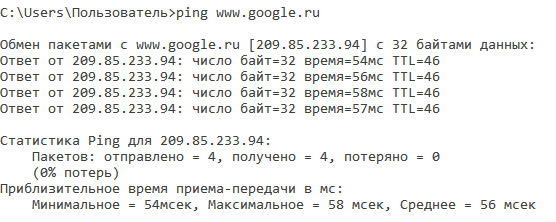 C:\Users\Пользователь>ping www.google.ru
Обмен пакетами с www.google.ru [209.85.233.94] с 32 байтами данных:
Ответ от 209.85.233.94: число байт=32 время=54мс TTL=46
Ответ от 209.85.233.94: число байт=32 время=56мс TTL=46
Ответ от 209.85.233.94: число байт=32 время=58мс TTL=46
Ответ от 209.85.233.94: число байт=32 время=57мс TTL=46
Статистика Ping для 209.85.233.94:
Пакетов: отправлено = 4, получено = 4, потеряно = 0
(0% потерь)
Приблизительное время приема-передачи в мс:
Минимальное = 54мсек, Максимальное = 58 мсек, Среднее = 56 мсек